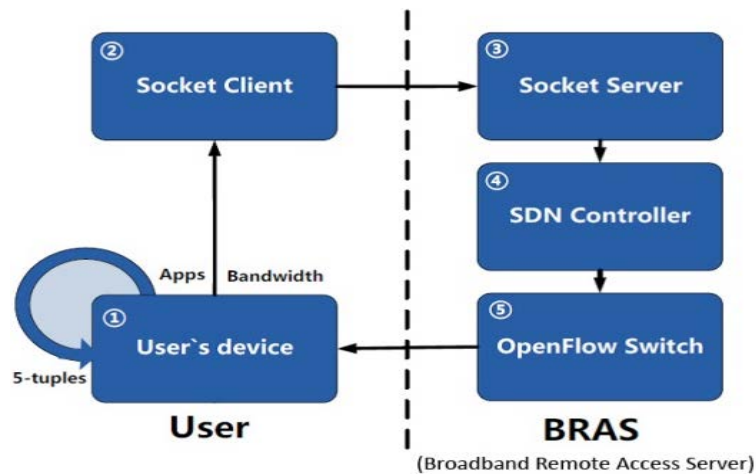 ②
Socket Client
③
Socket Server
④
SDN Controller
Apps Bandwidth
①
User`s device
5-tuples
⑤
OpenFlow Switch
User
BRAS
(Broadband Remote Access Server)